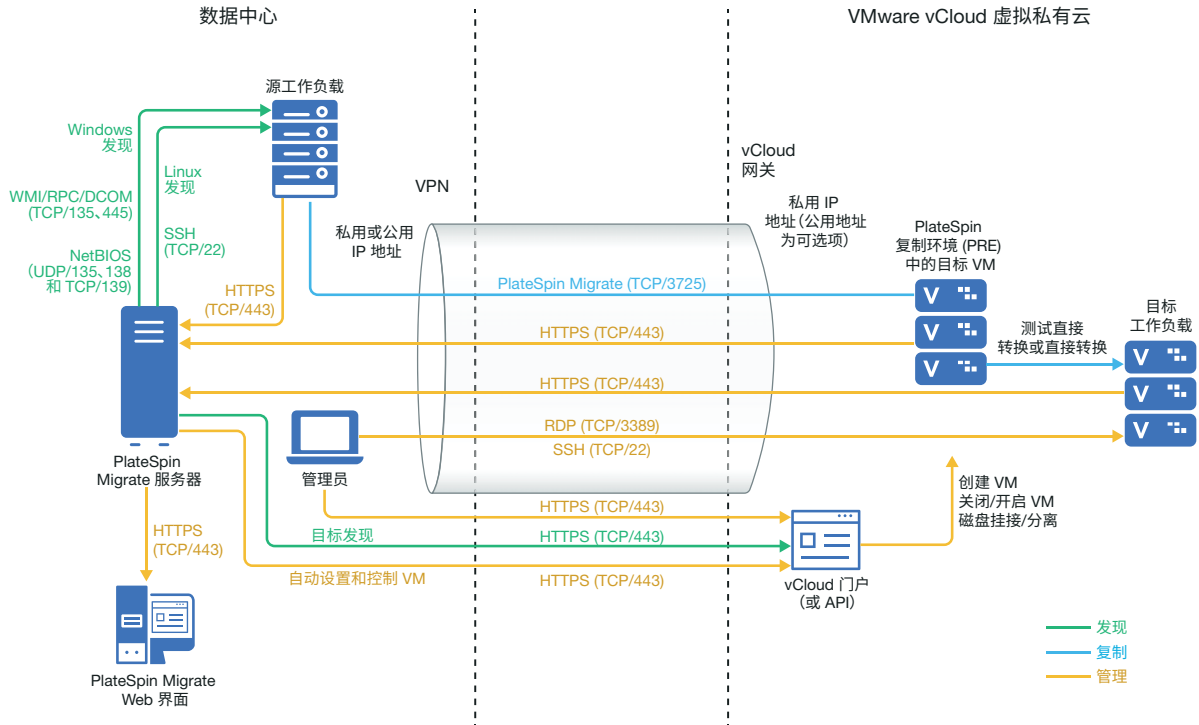 数据中心
VMware vCloud 虚拟私有云
源工作负载
Windows
发现
Linux
发现
WMI/RPC/DCOM
(TCP/135、445)
SSH
(TCP/22)
NetBIOS
（UDP/135、138
和 TCP/139）
HTTPS
(TCP/443)
VPN
私用或公用
IP 地址
vCloud
网关
私用 IP
地址（公用地址
为可选项）
PlateSpin
复制环境 (PRE)
中的目标 VM
PlateSpin Migrate (TCP/3725)
HTTPS (TCP/443)
测试直接
转换或直接转换
目标
工作负载
HTTPS (TCP/443)
RDP (TCP/3389)
SSH (TCP/22)
PlateSpin
Migrate 服务器
管理员
HTTPS (TCP/443)
创建 VM
关闭/开启 VM
磁盘挂接/分离
HTTPS
(TCP/443)
目标发现
HTTPS (TCP/443)
自动设置和控制 VM
HTTPS (TCP/443)
vCloud 门户
（或 API）
PlateSpin Migrate
Web 界面
发现
复制
管理